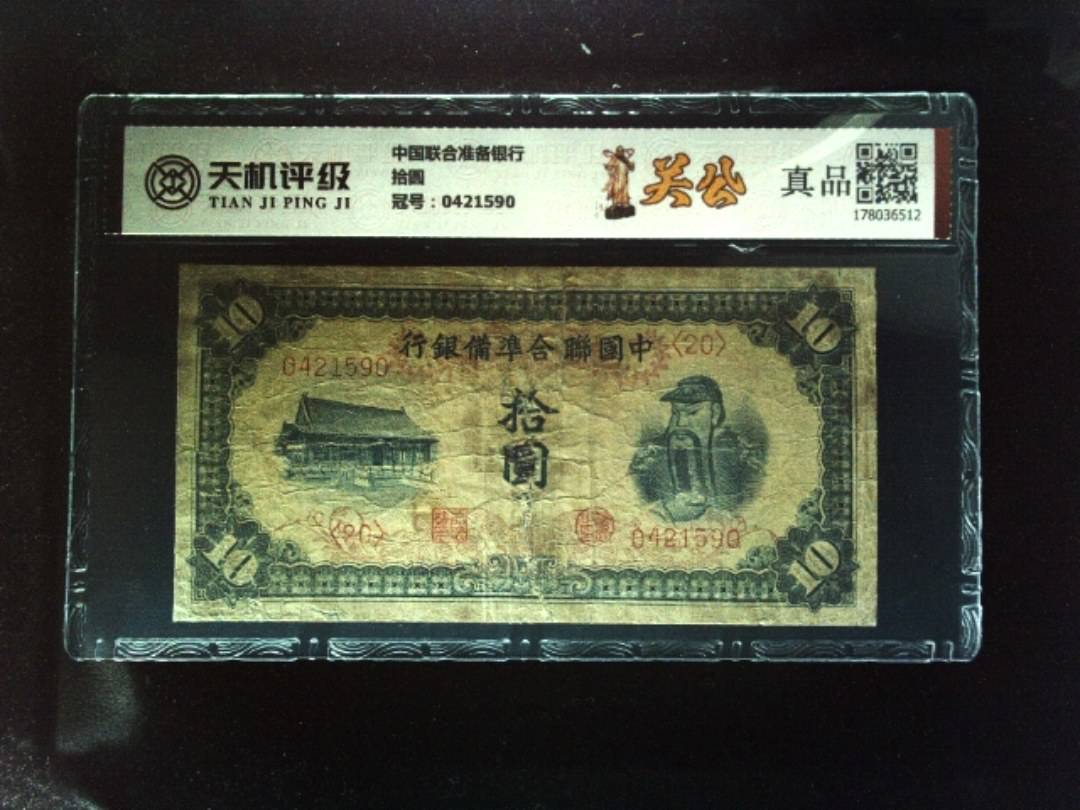 天机评级
TIAN JI PING JI
中国联合准备银行
拾圆
冠号：0421590
关公
真品
178036512
10
10
行銀備準合聯國中
〈20〉
0421590
拾
圓
〈20〉
0421590
10
10